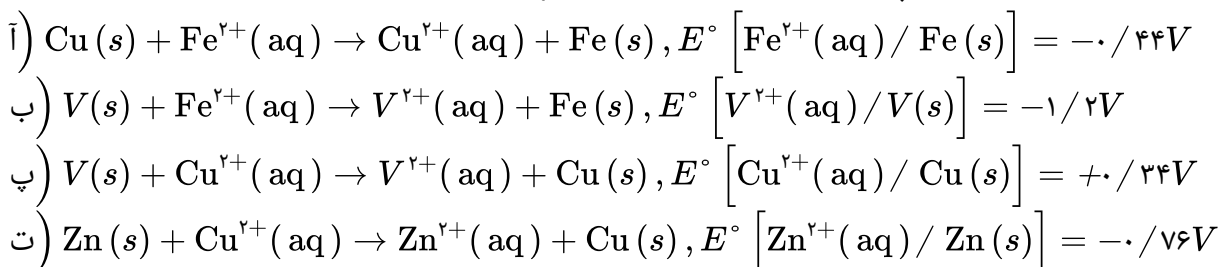 آ) Cu (s) + Fe²⁺( aq ) → Cu²⁺( aq ) + Fe (s) , E° [Fe²⁺( aq ) / Fe (s)] = −۰/۴۴V
ب) V(s) + Fe²⁺( aq ) → V²⁺( aq ) + Fe (s) , E° [V²⁺( aq ) / V(s)] = −۱/۲V
پ) V(s) + Cu²⁺( aq ) → V²⁺( aq ) + Cu (s) , E° [Cu²⁺( aq ) / Cu (s)] = +۰/۳۴V
ت) Zn (s) + Cu²⁺( aq ) → Zn²⁺( aq ) + Cu (s) , E° [Zn²⁺( aq ) / Zn (s)] = −۰/۷۶V